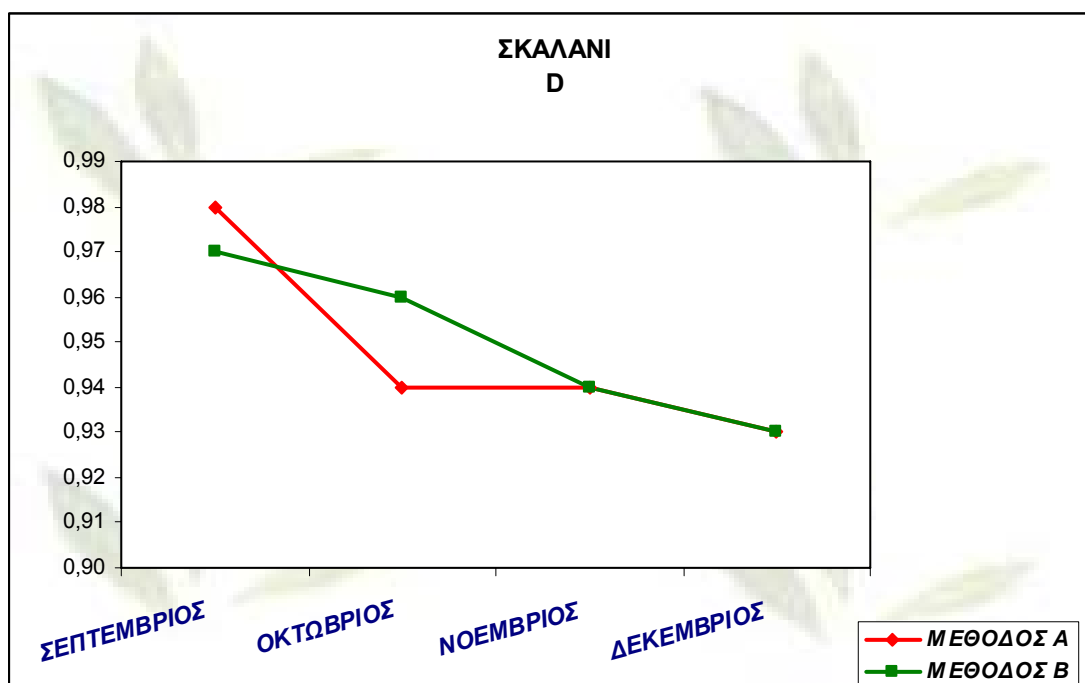 ΣΚΑΛΑΝΙ
D
0,99
0,98
0,97
0,96
0,95
0,94
0,93
0,92
0,91
0,90
ΣΕΠΤΕΜΒΡΙΟΣ
ΟΚΤΩΒΡΙΟΣ
ΝΟΕΜΒΡΙΟΣ
ΔΕΚΕΜΒΡΙΟΣ
ΜΕΘΟΔΟΣ Α
ΜΕΘΟΔΟΣ Β